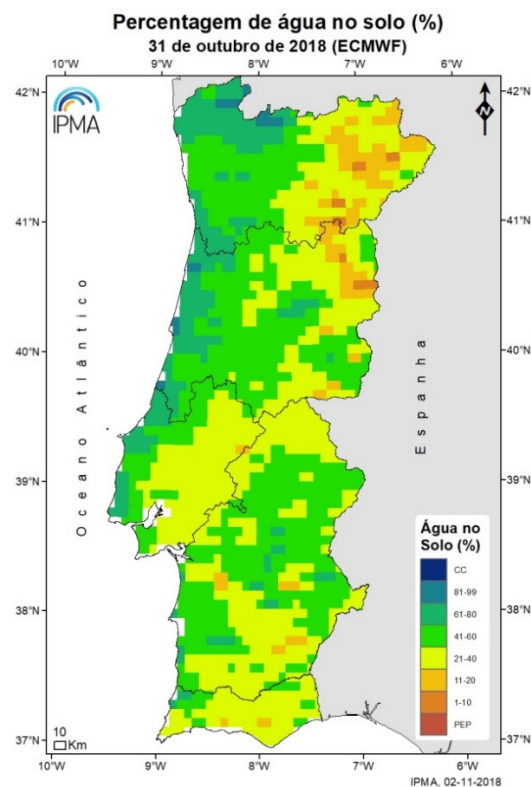 Percentagem de água no solo (%)
31 de outubro de 2018 (ECMWF)
10°W 9°W 8°W 7°W 6°W
IPMA
42°N 42°N
41°N 41°N
40°N 40°N
39°N 39°N
38°N 38°N
37°N 37°N
Oceano Atlântico
Espanha
Água no
Solo (%)
CC
81-99
61-80
41-60
21-40
11-20
1-10
PEP
10
Km
10°W 9°W 8°W 7°W 6°W
IPMA, 02-11-2018